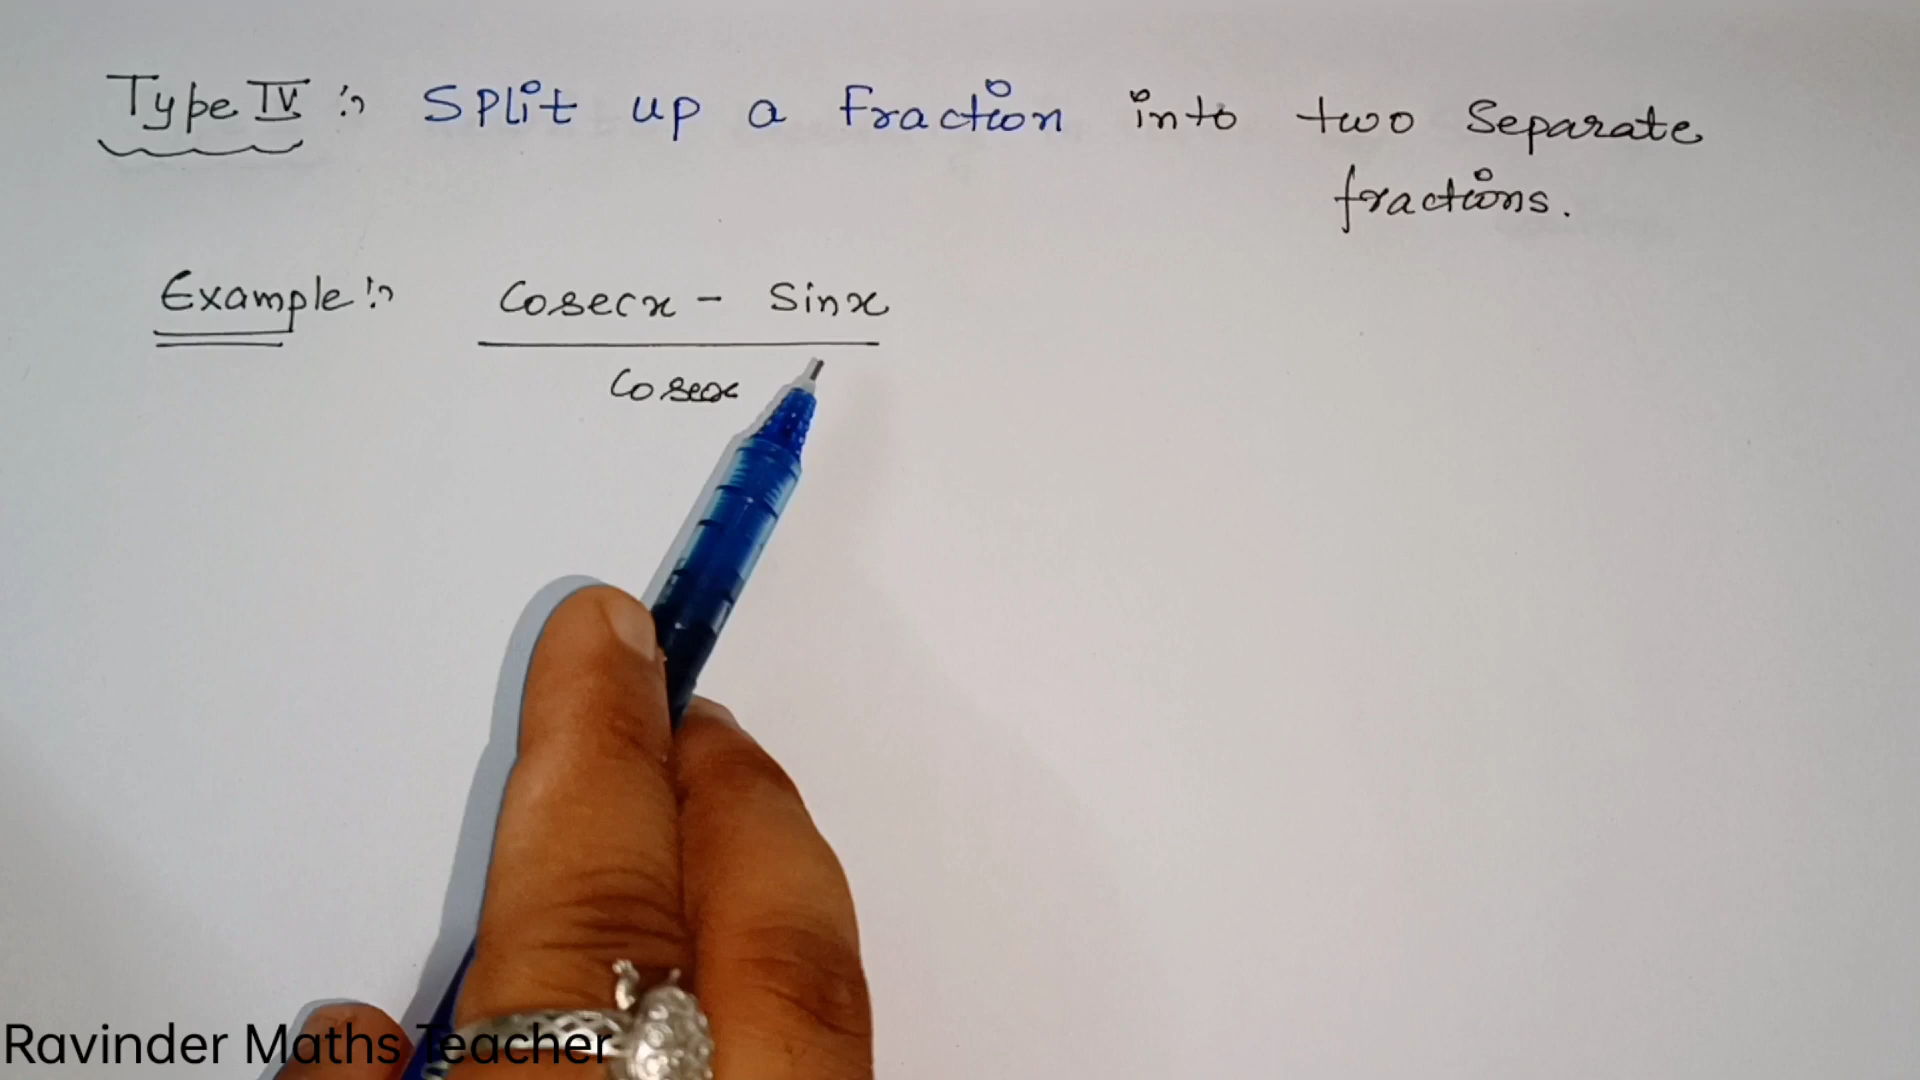 Type IV :- Split up a fraction into two Separate
fractions.
Example :- Cosecx - Sinx
Cosecx
Ravinder Maths Teacher